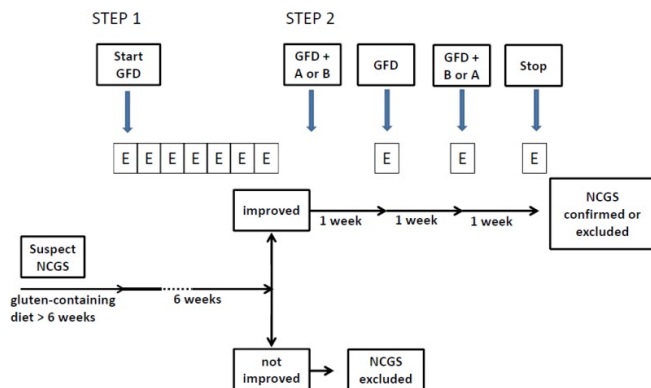 STEP 1
STEP 2
Start
GFD
GFD +
A or B
GFD
GFD +
B or A
Stop
E E E E E E E
E
E
E
improved
1 week
1 week
1 week
NCGS
confirmed or
excluded
Suspect
NCGS
gluten-containing
diet > 6 weeks
6 weeks
not
improved
NCGS
excluded